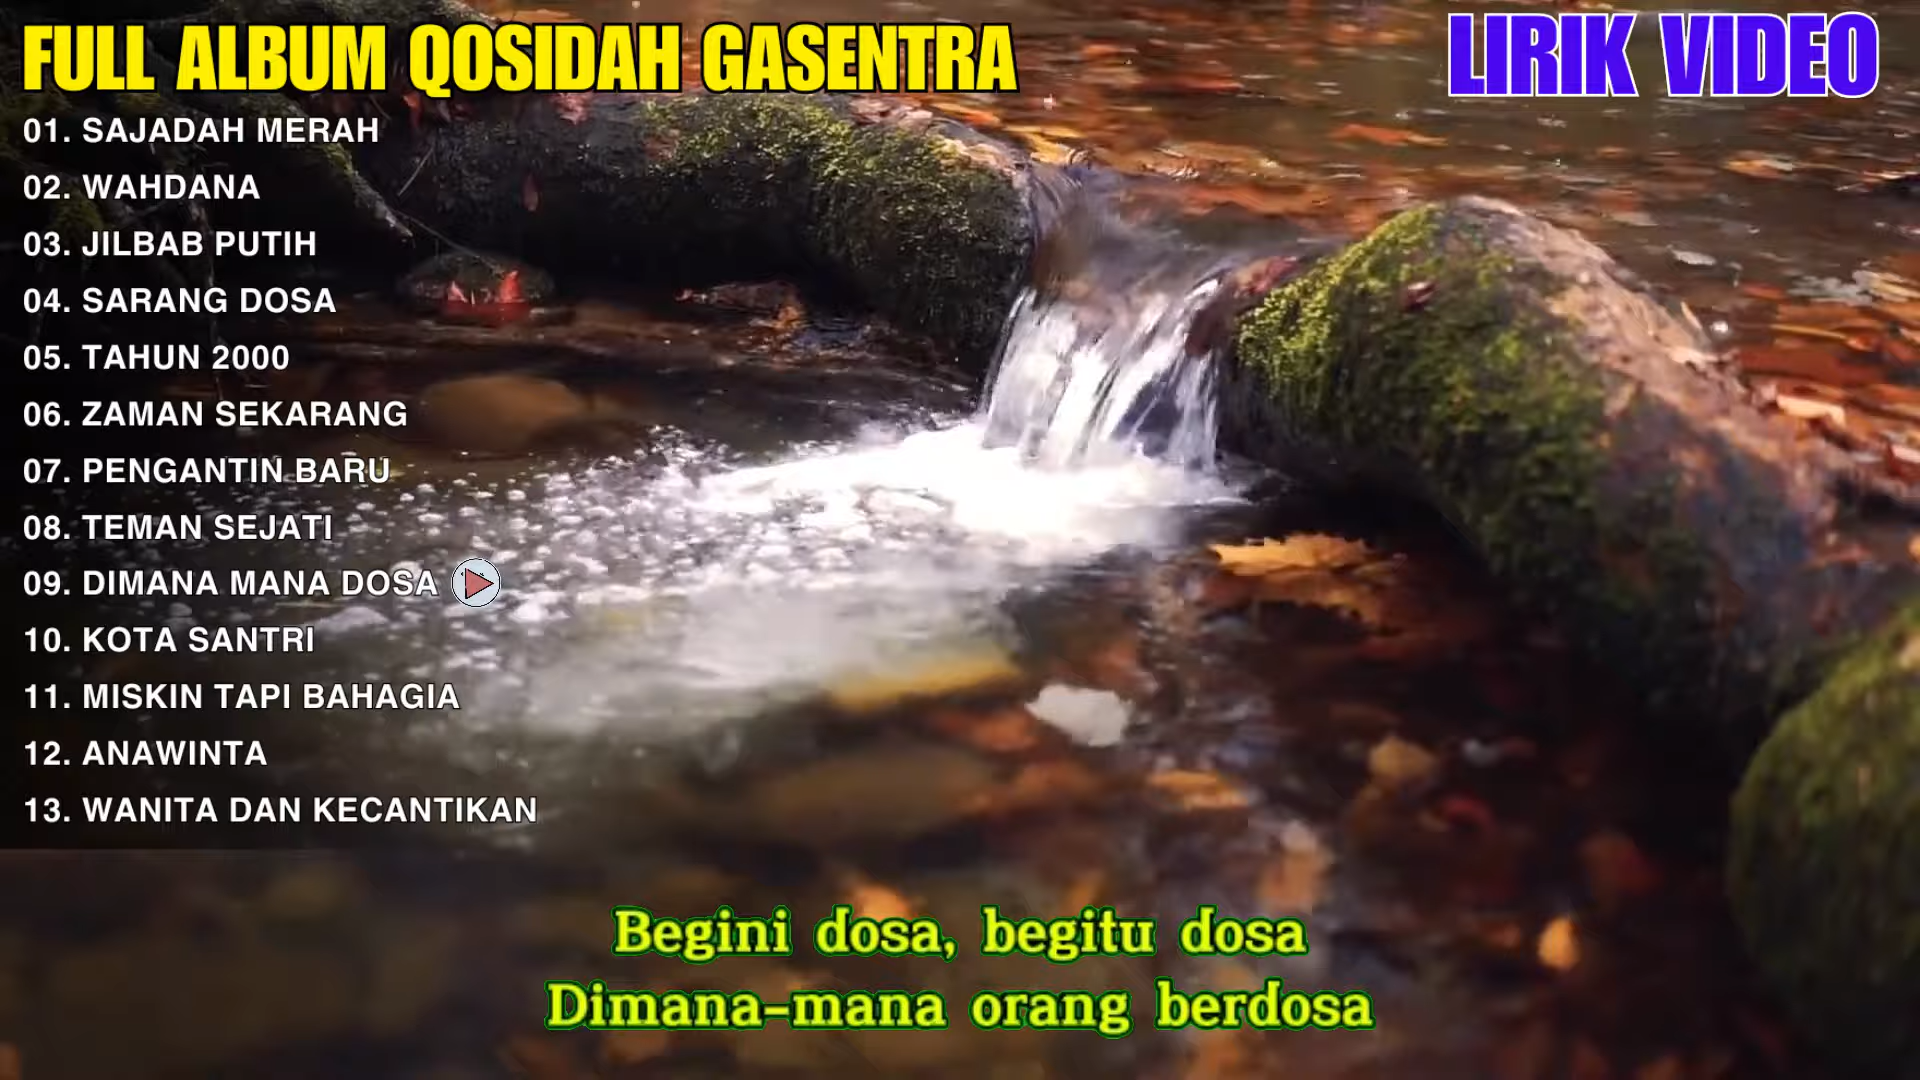 FULL ALBUM QOSIDAH GASENTRA
LIRIK VIDEO
01. SAJADAH MERAH
02. WAHDANA
03. JILBAB PUTIH
04. SARANG DOSA
05. TAHUN 2000
06. ZAMAN SEKARANG
07. PENGANTIN BARU
08. TEMAN SEJATI
09. DIMANA MANA DOSA
10. KOTA SANTRI
11. MISKIN TAPI BAHAGIA
12. ANAWINTA
13. WANITA DAN KECANTIKAN
Begini dosa, begitu dosa
Dimana-mana orang berdosa